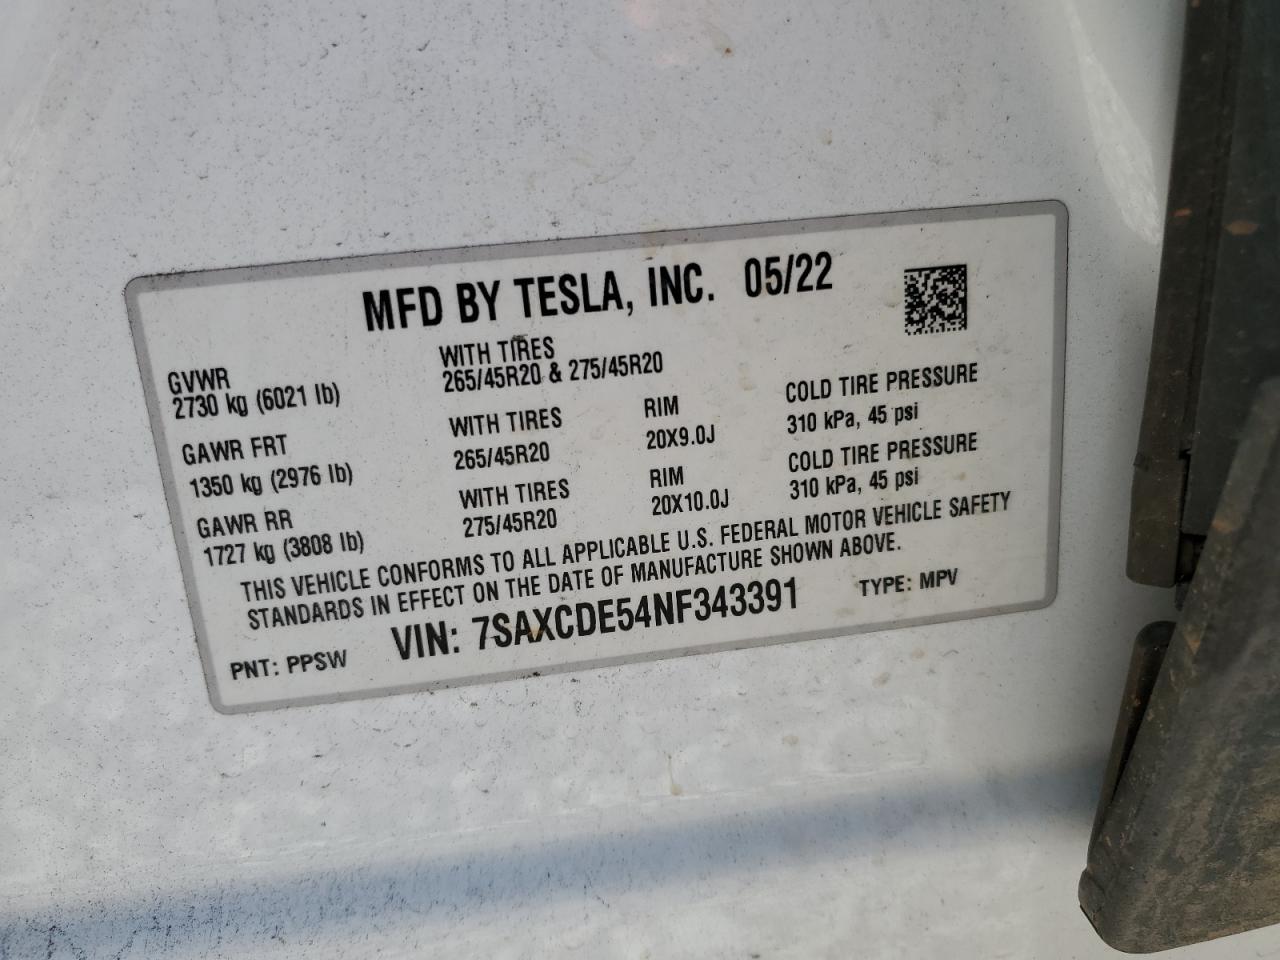 MFD BY TESLA, INC. 05/22
GVWR
2730 kg (6021 lb)
WITH TIRES
265/45R20 & 275/45R20
GAWR FRT
1350 kg (2976 lb)
WITH TIRES
265/45R20
RIM
20X9.0J
COLD TIRE PRESSURE
310 kPa, 45 psi
GAWR RR
1727 kg (3808 lb)
WITH TIRES
275/45R20
RIM
20X10.0J
COLD TIRE PRESSURE
310 kPa, 45 psi
THIS VEHICLE CONFORMS TO ALL APPLICABLE U.S. FEDERAL MOTOR VEHICLE SAFETY
STANDARDS IN EFFECT ON THE DATE OF MANUFACTURE SHOWN ABOVE.
PNT: PPSW VIN: 7SAXCDE54NF343391 TYPE: MPV